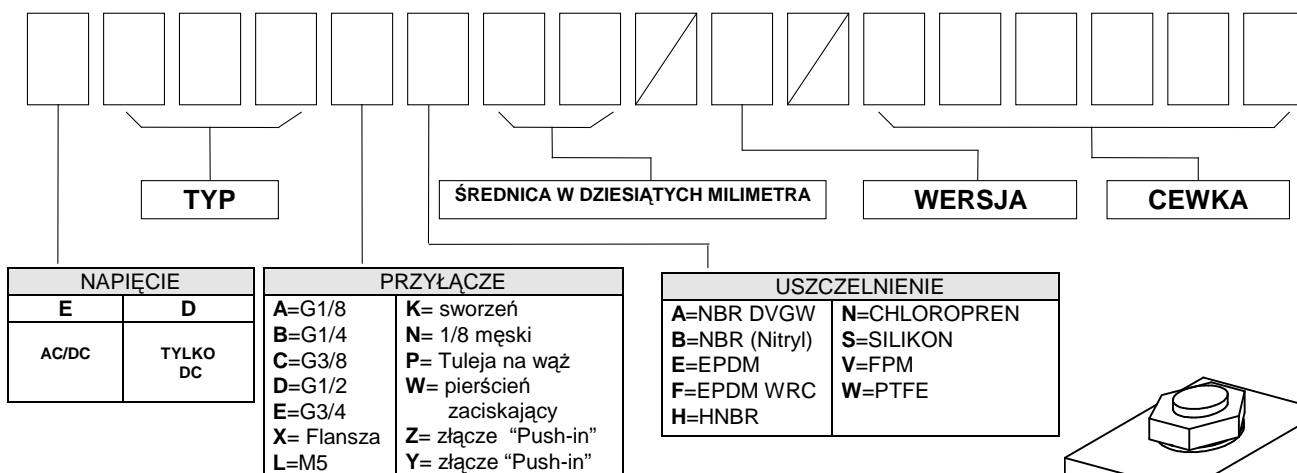 TYP
ŚREDNICA W DZIESIĄTYCH MILIMETRA
WERSJA
CEWKA
NAPIĘCIE
E D
AC/DC TYLKO
DC
PRZYŁĄCZE
A=G1/8
B=G1/4
C=G3/8
D=G1/2
E=G3/4
X= Flansza
L=M5
K= sworzeń
N= 1/8 męski
P= Tuleja na wąż
W= pierścień
zaciskający
Z= złącze “Push-in”
Y= złącze “Push-in”
USZCZELNIENIE
A=NBR DVGW
B=NBR (Nitryl)
E=EPDM
F=EPDM WRC
H=HNBR
N=CHLOROPREN
S=SILIKON
V=FPM
W=PTFE